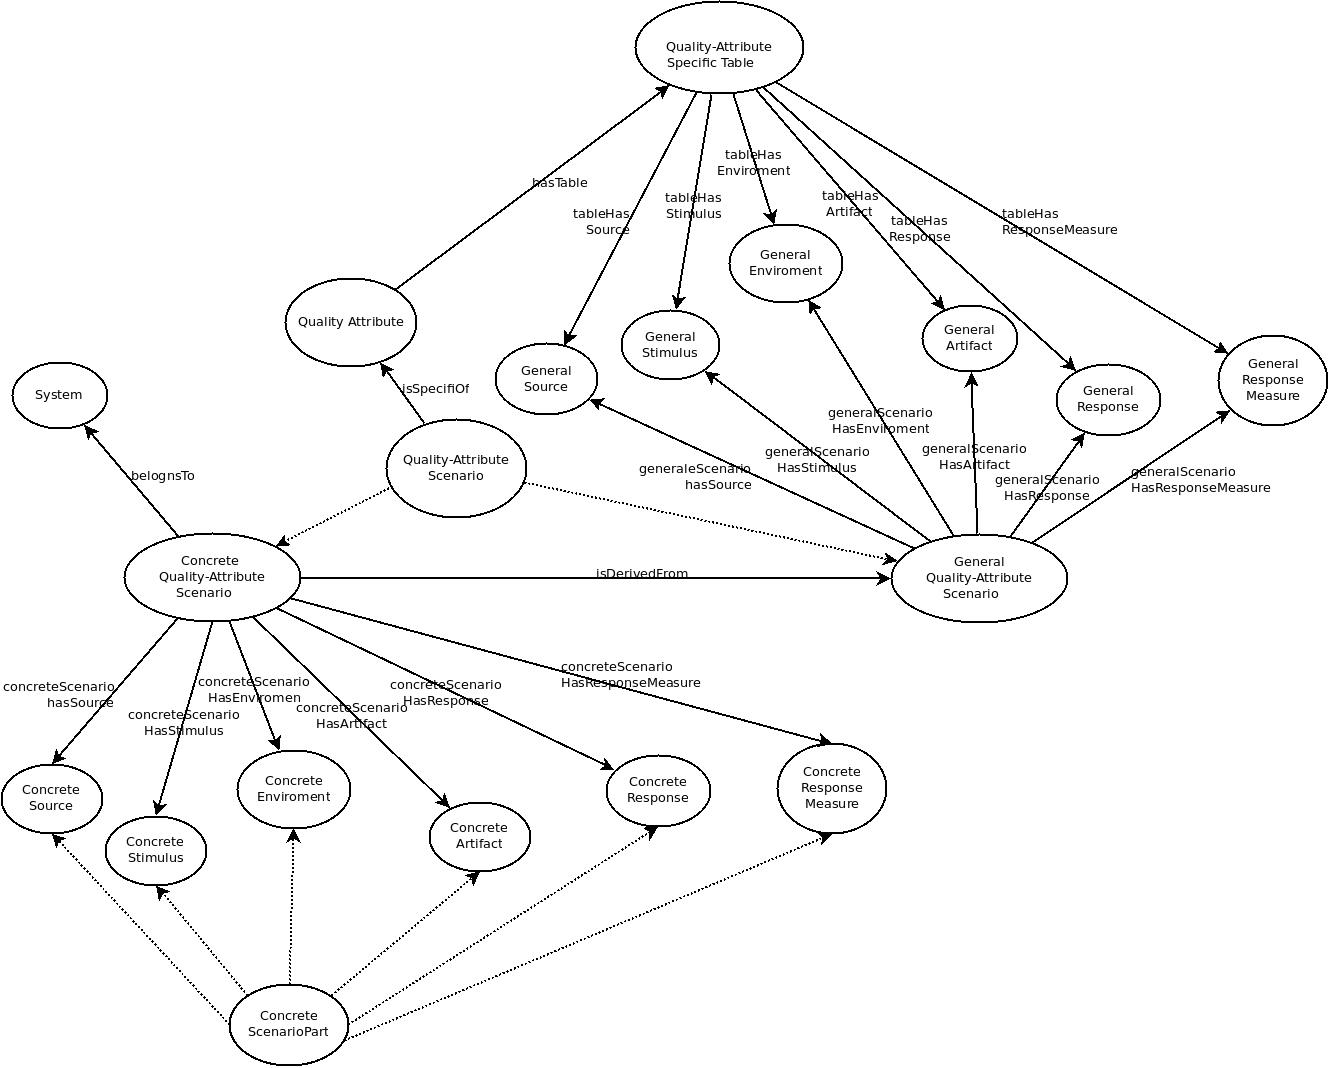 Quality-Attribute
Specific Table
tableHas
Enviroment
hasTable
tableHas
Source
tableHas
Stimulus
tableHas
Artifact
tableHas
Response
tableHas
ResponseMeasure
General
Enviroment
Quality Attribute
General
Stimulus
General
Artifact
General
Source
General
Response
General
Response
Measure
System
isSpecifiOf
generalScenario
HasEnviroment
Quality-Attribute
Scenario
generaleScenario
hasSource
generalScenario
HasStimulus
generalScenario
HasArtifact
generalScenario
HasResponse
generalScenario
HasResponseMeasure
belognsTo
Concrete
Quality-Attribute
Scenario
isDerivedFrom
General
Quality-Attribute
Scenario
concreteScenario
hasSource
concreteScenario
HasStimulus
concreteScenario
HasEnviromen
concreteScenario
HasArtifact
concreteScenario
HasResponse
concreteScenario
HasResponseMeasure
Concrete
Source
Concrete
Stimulus
Concrete
Enviroment
Concrete
Artifact
Concrete
Response
Concrete
Response
Measure
Concrete
ScenarioPart